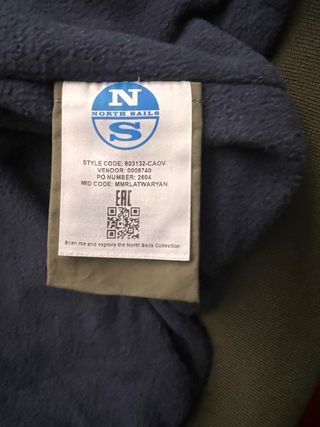 N
NORTH SAILS
S
STYLE CODE: 603132-CAOV
VENDOR: 0008740
PO NUMBER: 2604
MID CODE: MMRLATWARYAN
EAC
Scan me and explore the North Sails Collection